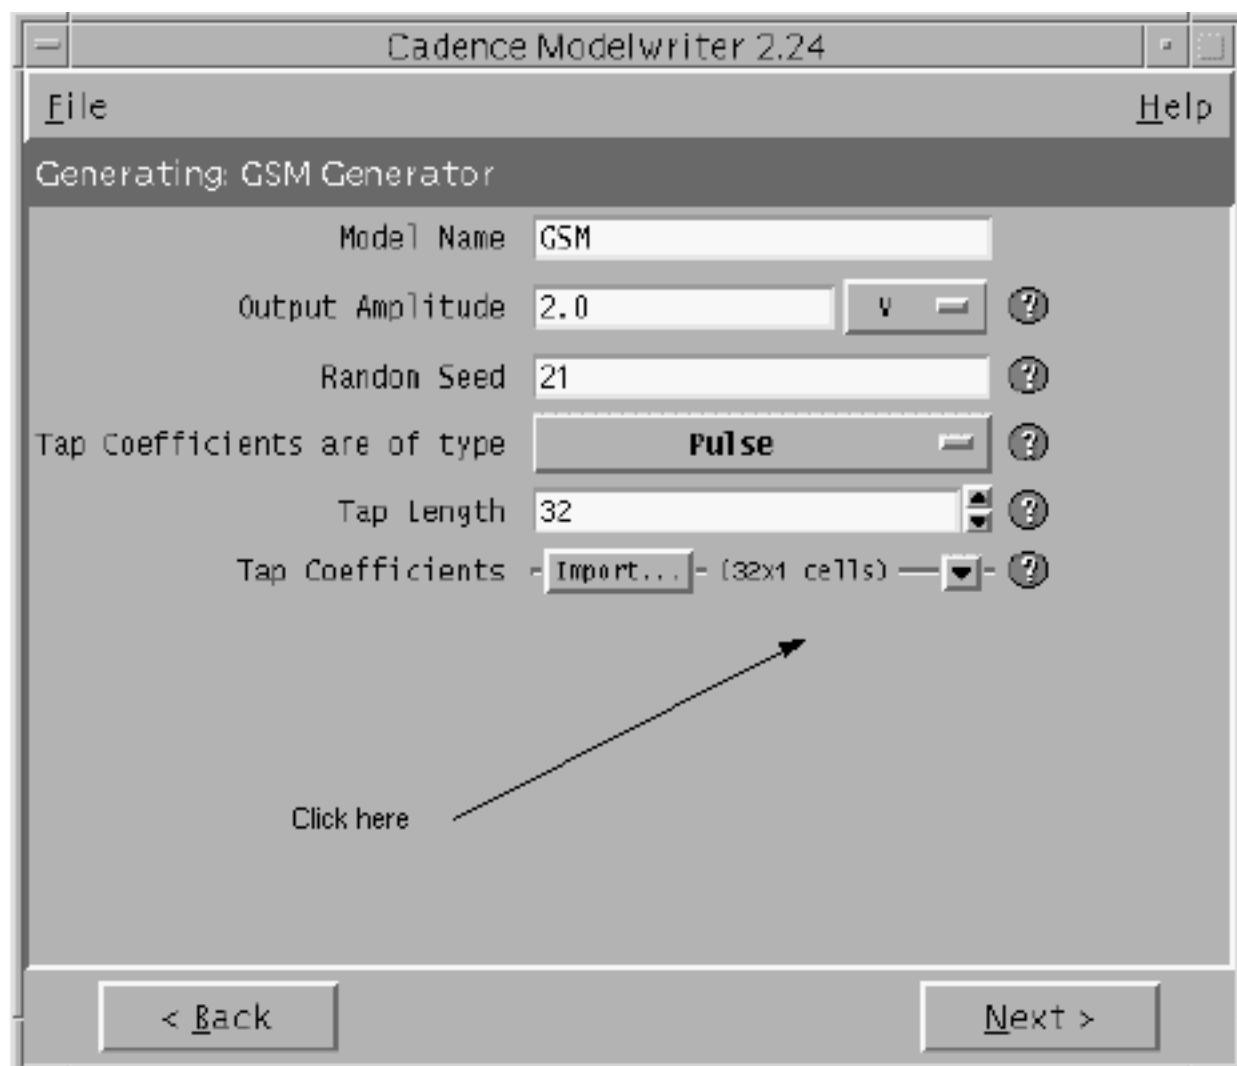 Cadence Modelwriter 2.24
File Help
Generating: GSM Generator
Model Name GSM
Output Amplitude 2.0 V ?
Randon Seed 21 ?
Tap Coefficients are of type Pulse ?
Tap Length 32 ?
Tap Coefficients Import... (32x1 cells) ?
Click here
< Back Next >